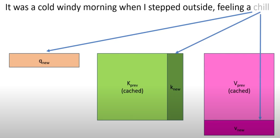 It was a cold windy morning when I stepped outside, feeling a chill
q_new
K_prev
(cached)
k_new
V_prev
(cached)
v_new